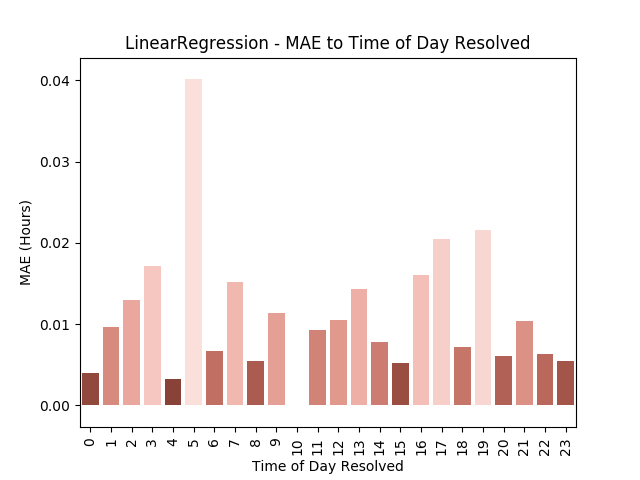 LinearRegression - MAE to Time of Day Resolved
0.04
0.03
0.02
0.01
0.00
MAE (Hours)
0 1 2 3 4 5 6 7 8 9 10 11 12 13 14 15 16 17 18 19 20 21 22 23
Time of Day Resolved